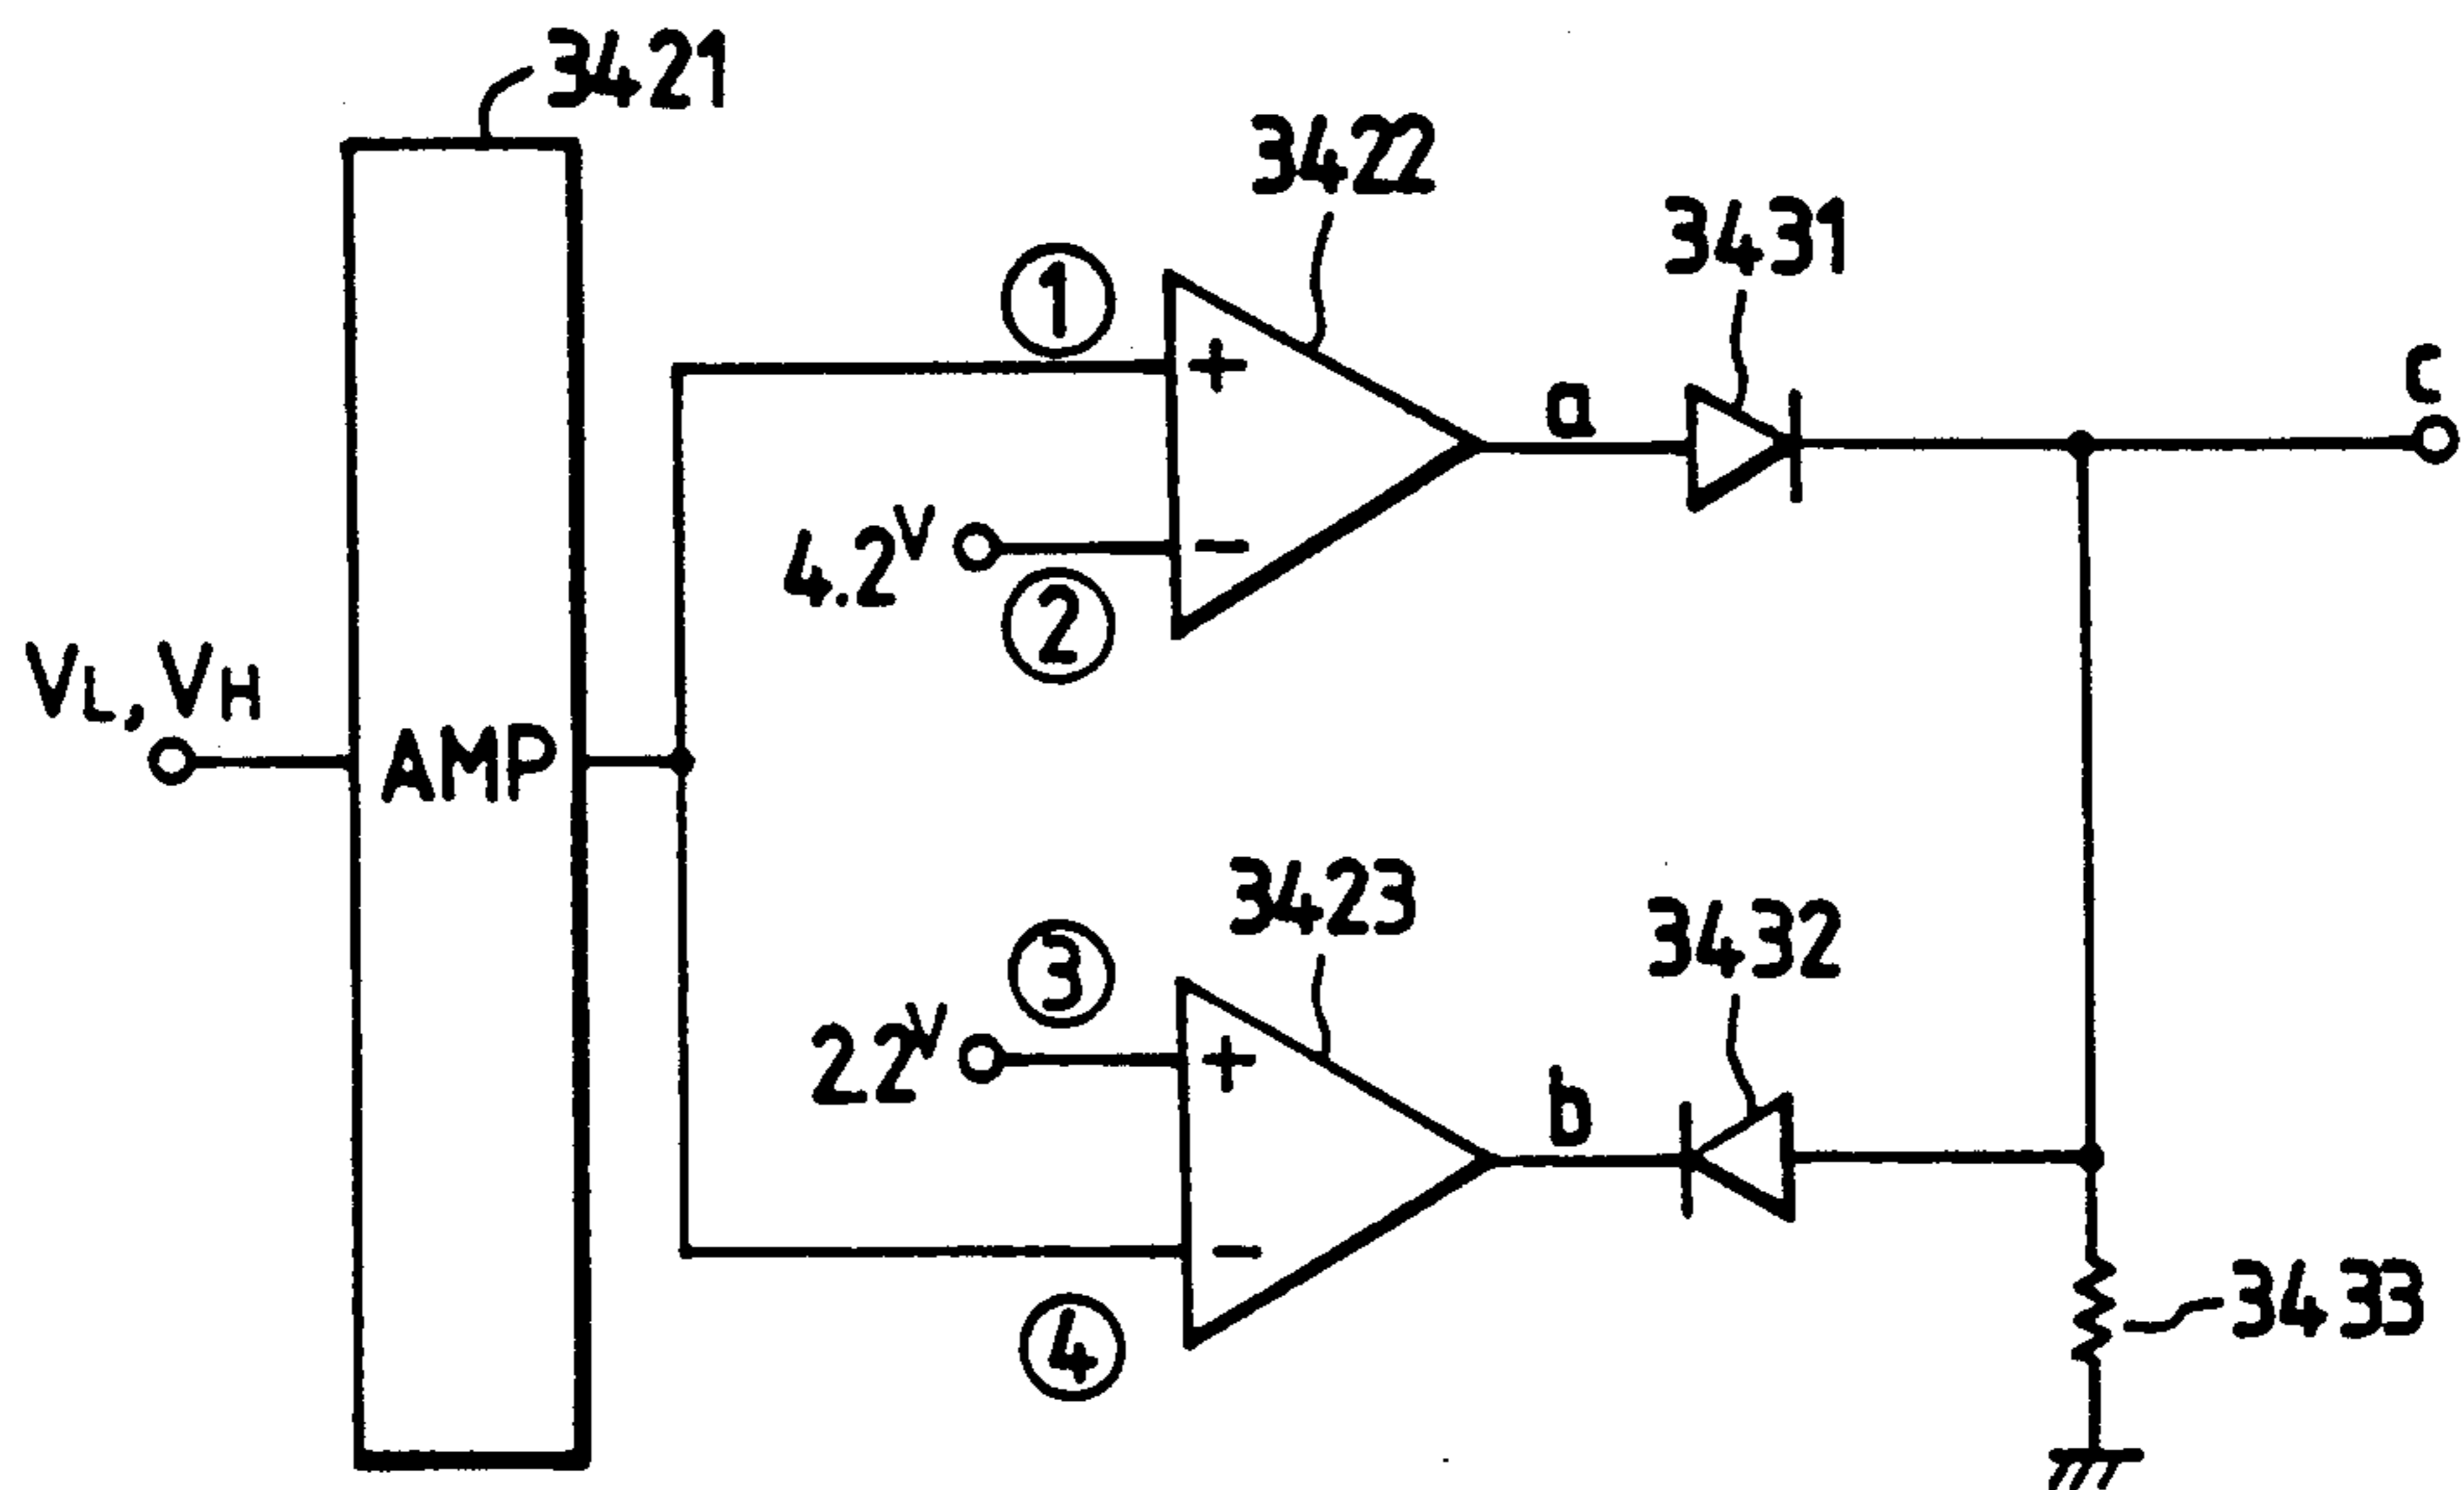 3421
3422
3431
①
+
a
C
4.2V
−
②
VL, VH
AMP
3423
3432
③
22V
+
b
−
④
3433